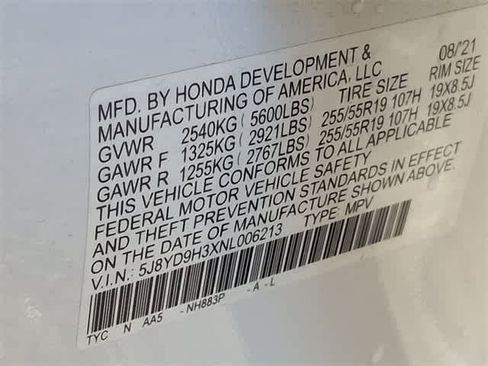 MFD. BY HONDA DEVELOPMENT & 08/'21
MANUFACTURING OF AMERICA, LLC
GVWR 2540KG (5600LBS) TIRE SIZE RIM SIZE
GAWR F 1325KG (2921LBS) 255/55R19 107H 19X8.5J
GAWR R 1255KG (2767LBS) 255/55R19 107H 19X8.5J
THIS VEHICLE CONFORMS TO ALL APPLICABLE
FEDERAL MOTOR VEHICLE SAFETY
AND THEFT PREVENTION STANDARDS IN EFFECT
ON THE DATE OF MANUFACTURE SHOWN ABOVE.
V.I.N.: 5J8YD9H3XNL006213 TYPE: MPV
TYC N AA5 -NH883P -A-L